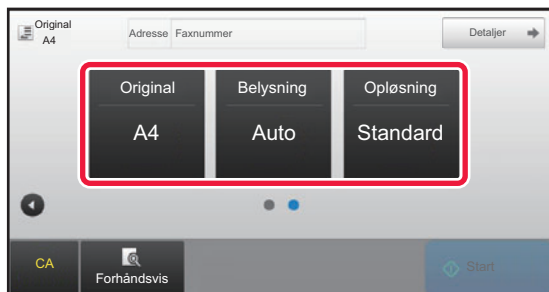 Original
A4
Adresse Faxnummer
Detaljer
Original
A4
Belysning
Auto
Opløsning
Standard
CA
Forhåndsvis
Start